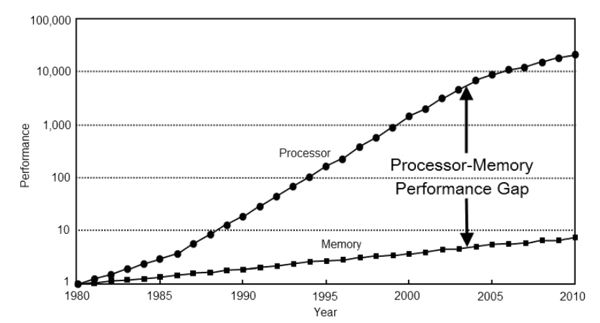 100,000
10,000
1,000
100
10
1
Performance
Processor
Processor-Memory
Performance Gap
Memory
1980 1985 1990 1995 2000 2005 2010
Year